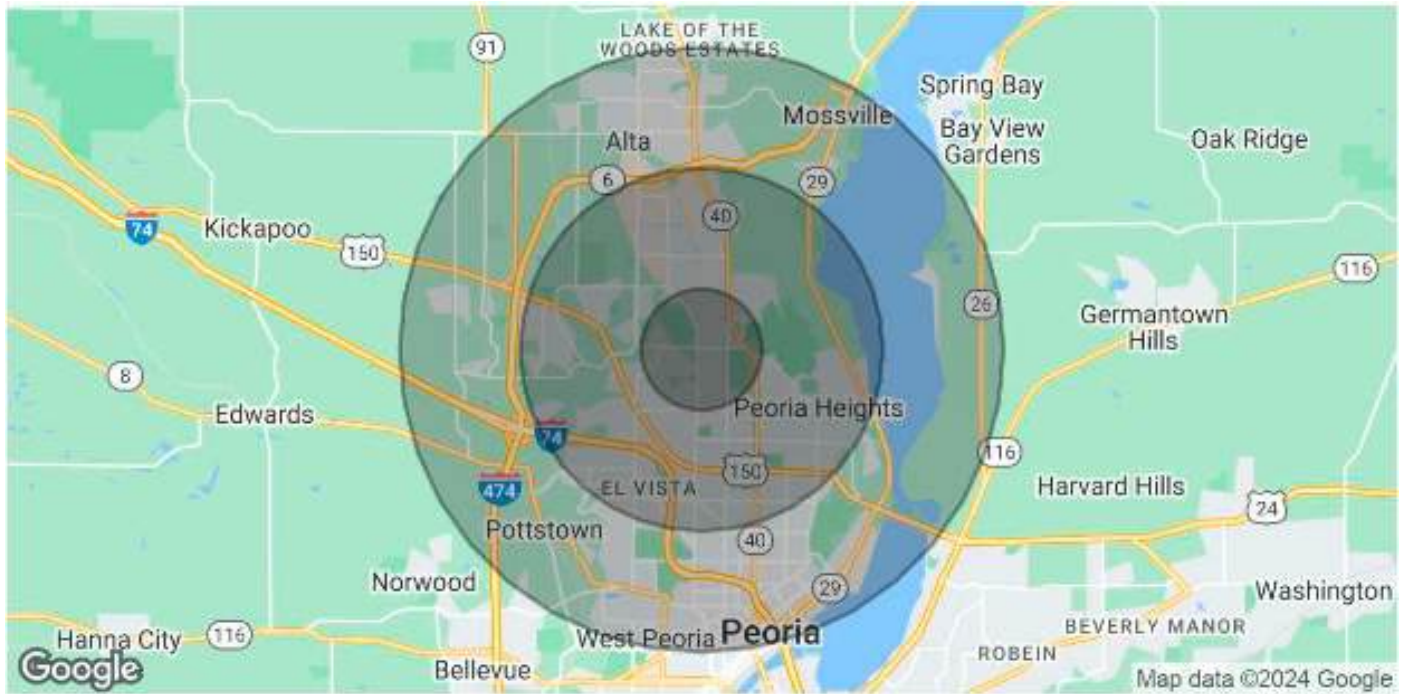 LAKE OF THE
WOODS ESTATES
91
Spring Bay
Mossville
Bay View
Gardens
Alta
Oak Ridge
6
29
40
74
Kickapoo
150
116
26
Germantown
Hills
8
Edwards
Peoria Heights
74
116
150
474
EL VISTA
Harvard Hills
24
Pottstown
40
Norwood
29
Washington
Hanna City
116
West Peoria
Peoria
BEVERLY MANOR
ROBEIN
Bellevue
Google
Map data ©2024 Google